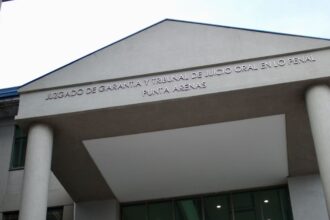 JUZGADO DE GARANTIA Y TRIBUNAL DE JUICIO ORAL EN LO PENAL
PUNTA ARENAS